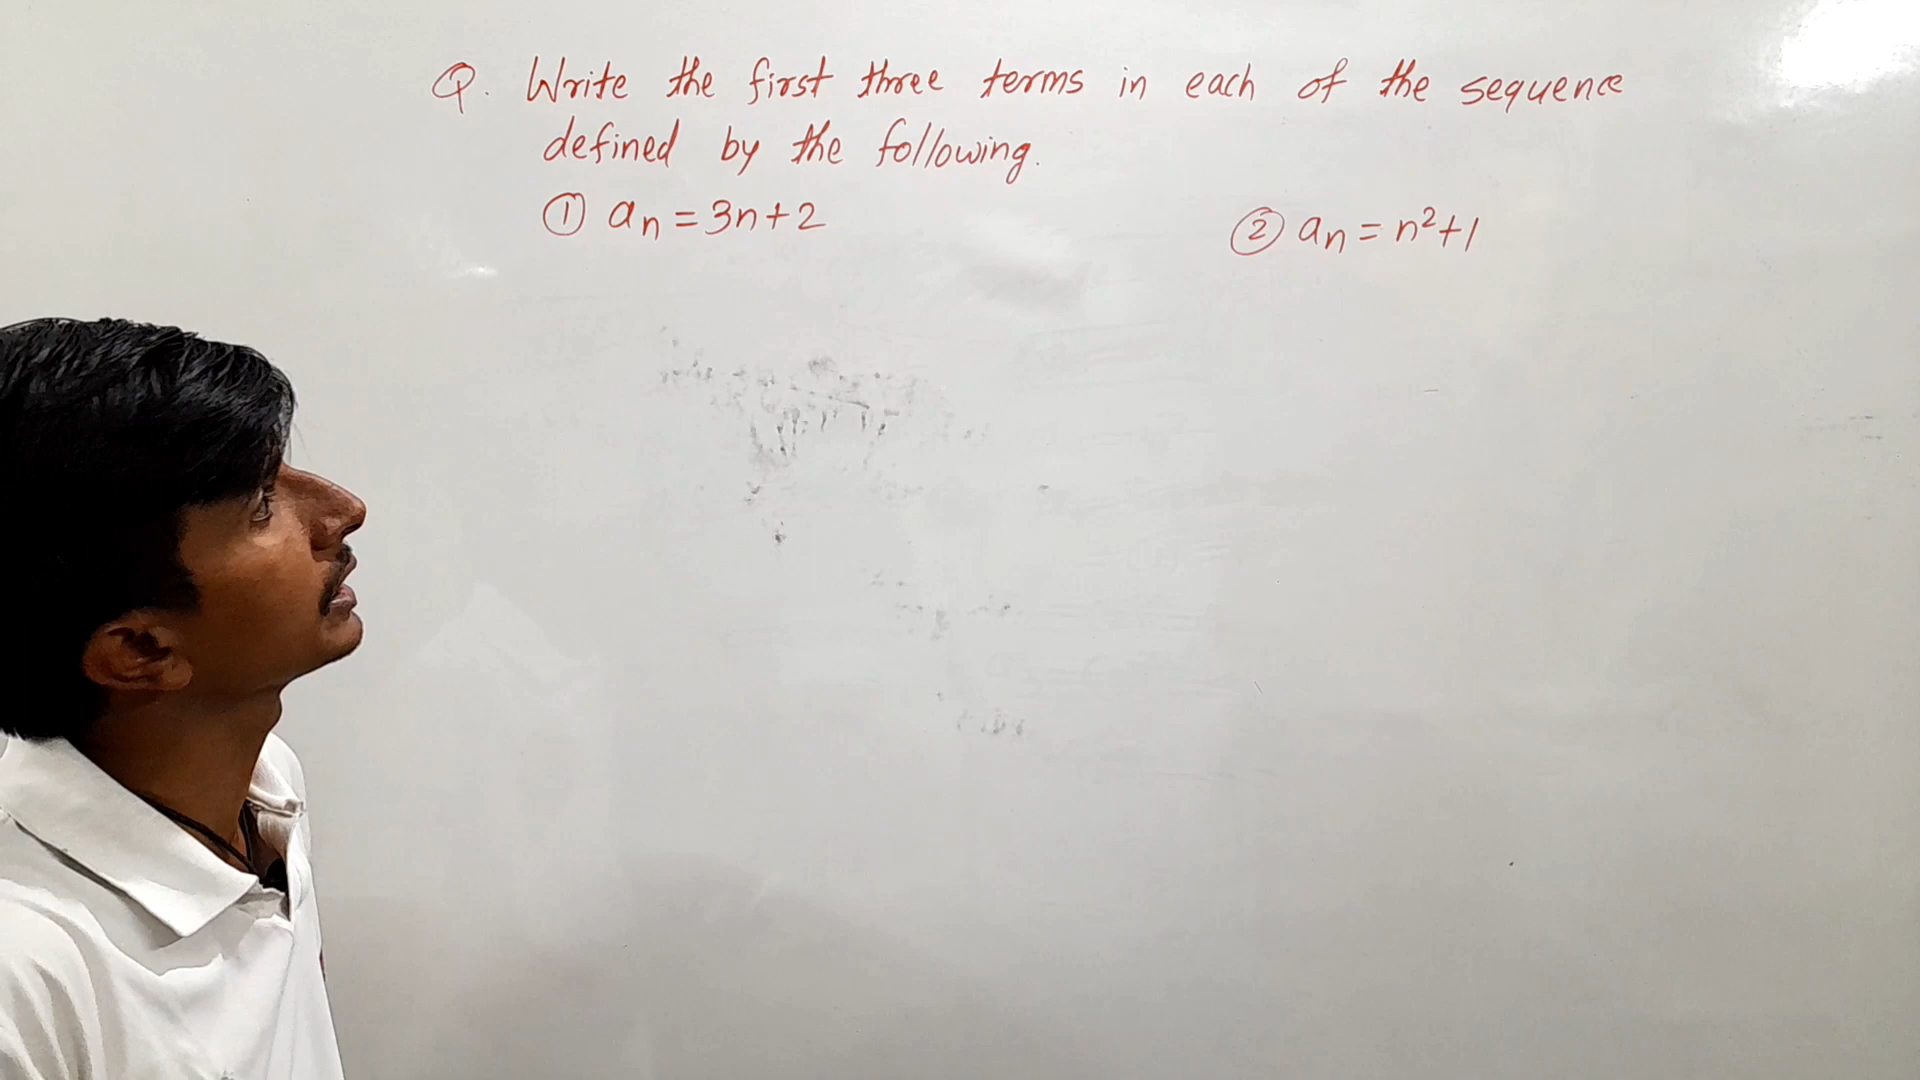 Q. Write the first three terms in each of the sequence
defined by the following.
① an = 3n+2
② an = n²+1